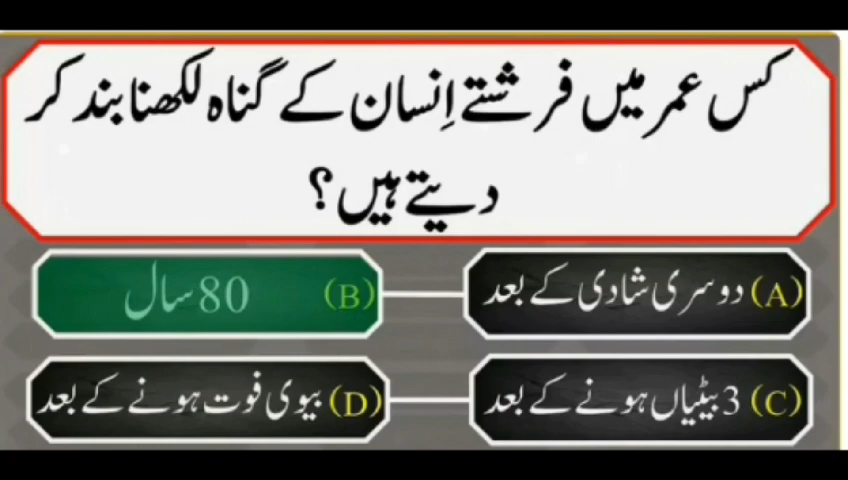 کس عمر میں فرشتے اِنسان کے گناہ لکھنا بند کر
دیتے ہیں؟
(A) دوسری شادی کے بعد
(B) 80 سال
(C) 3 بیٹیاں ہونے کے بعد
(D) بیوی فوت ہونے کے بعد